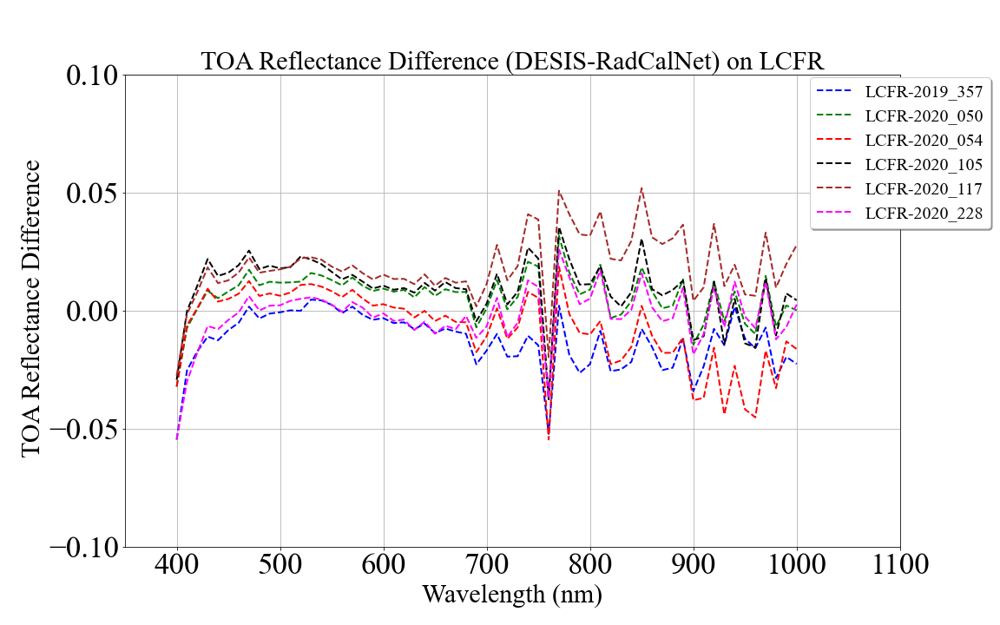 TOA Reflectance Difference (DESIS-RadCalNet) on LCFR
LCFR-2019_357
LCFR-2020_050
LCFR-2020_054
LCFR-2020_105
LCFR-2020_117
LCFR-2020_228
TOA Reflectance Difference
0.10
0.05
0.00
−0.05
−0.10
400 500 600 700 800 900 1000 1100
Wavelength (nm)